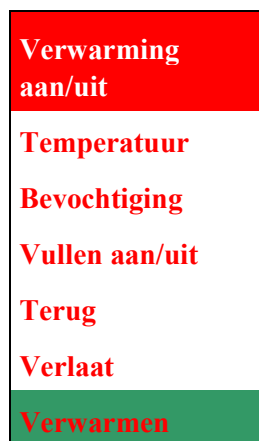 Verwarming
aan/uit
Temperatuur
Bevochtiging
Vullen aan/uit
Terug
Verlaat
Verwarmen